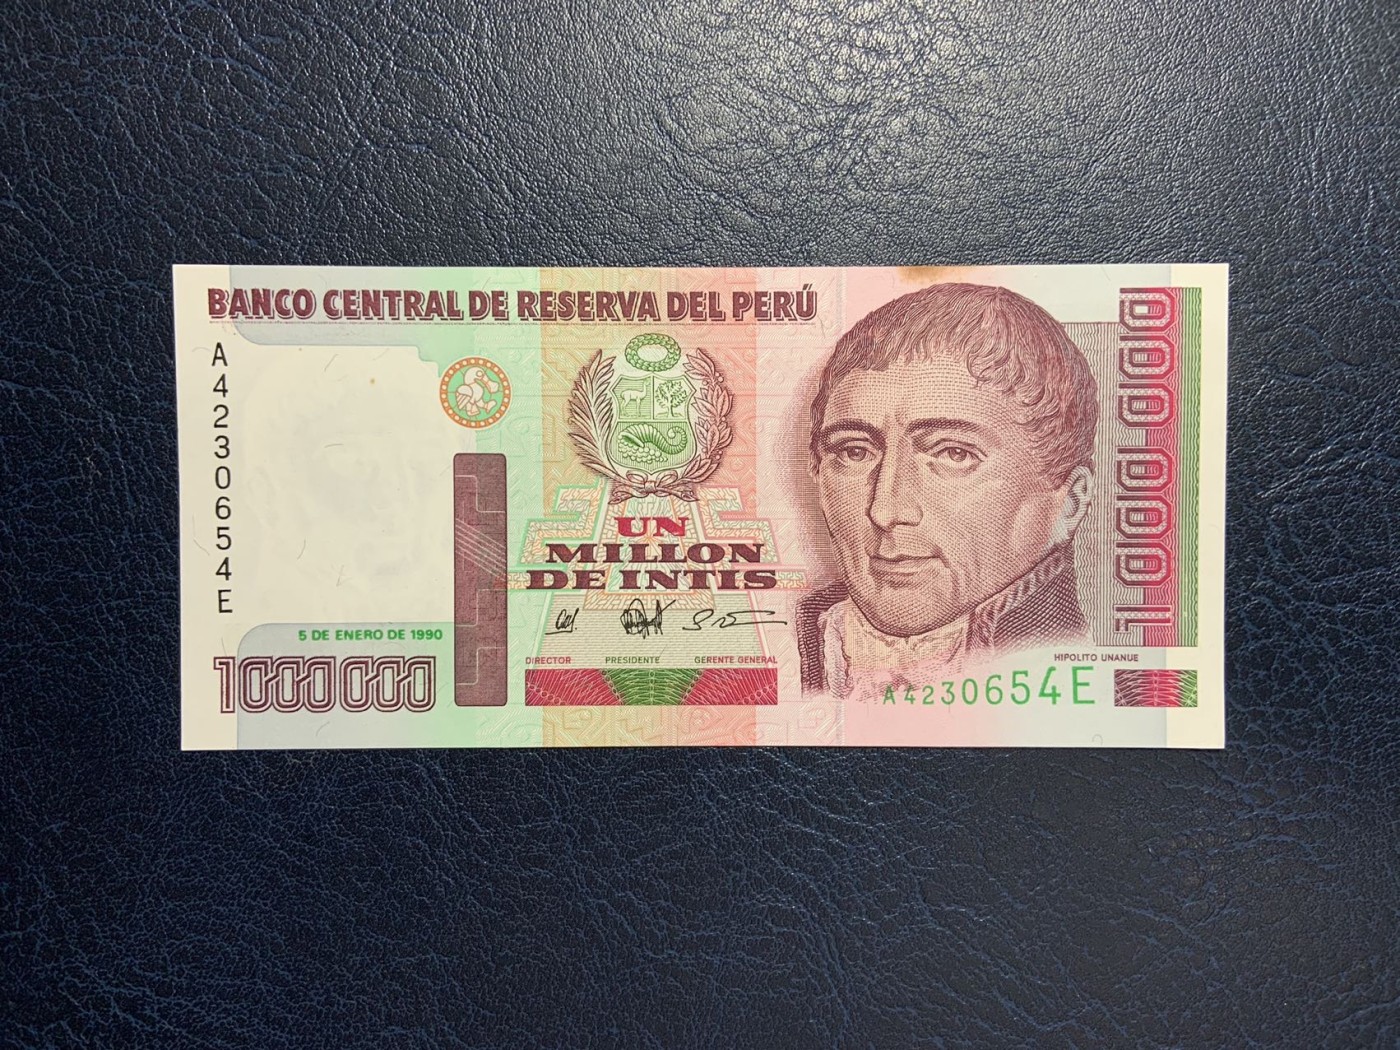 BANCO CENTRAL DE RESERVA DEL PERÚ
A4230654E
UN
MILLON
DE INTIS
5 DE ENERO DE 1990
1000000
DIRECTOR PRESIDENTE GERENTE GENERAL
HIPOLITO UNANUE
A4230654E
1000000